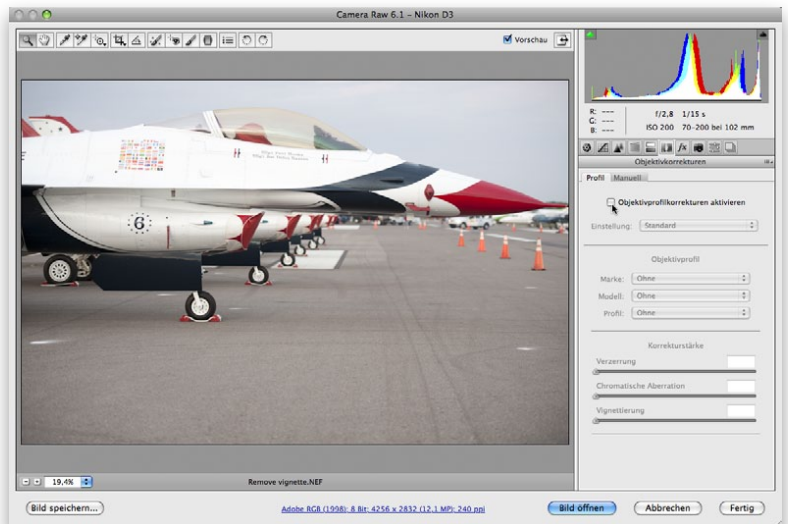 Camera Raw 6.1 – Nikon D3
Vorschau
R: ---
G: ---
B: ---
f/2,8 1/15 s
ISO 200 70-200 bei 102 mm
Objektivkorrekturen
Profil Manuell
Objektivprofilkorrekturen aktivieren
Einstellung: Standard
Objektivprofil
Marke: Ohne
Modell: Ohne
Profil: Ohne
Korrekturstärke
Verzerrung
Chromatische Aberration
Vignettierung
6
19,4%
Remove vignette.NEF
Bild speichern...
Adobe RGB (1998); 8 Bit; 4256 x 2832 (12,1 MP); 240 ppi
Bild öffnen
Abbrechen
Fertig